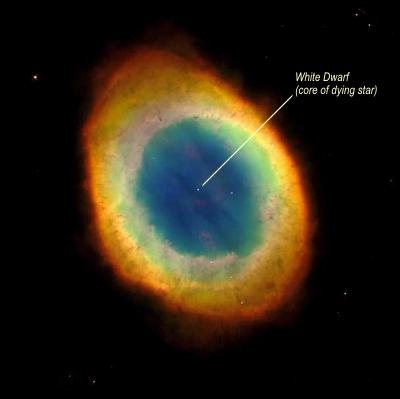 White Dwarf
(core of dying star)